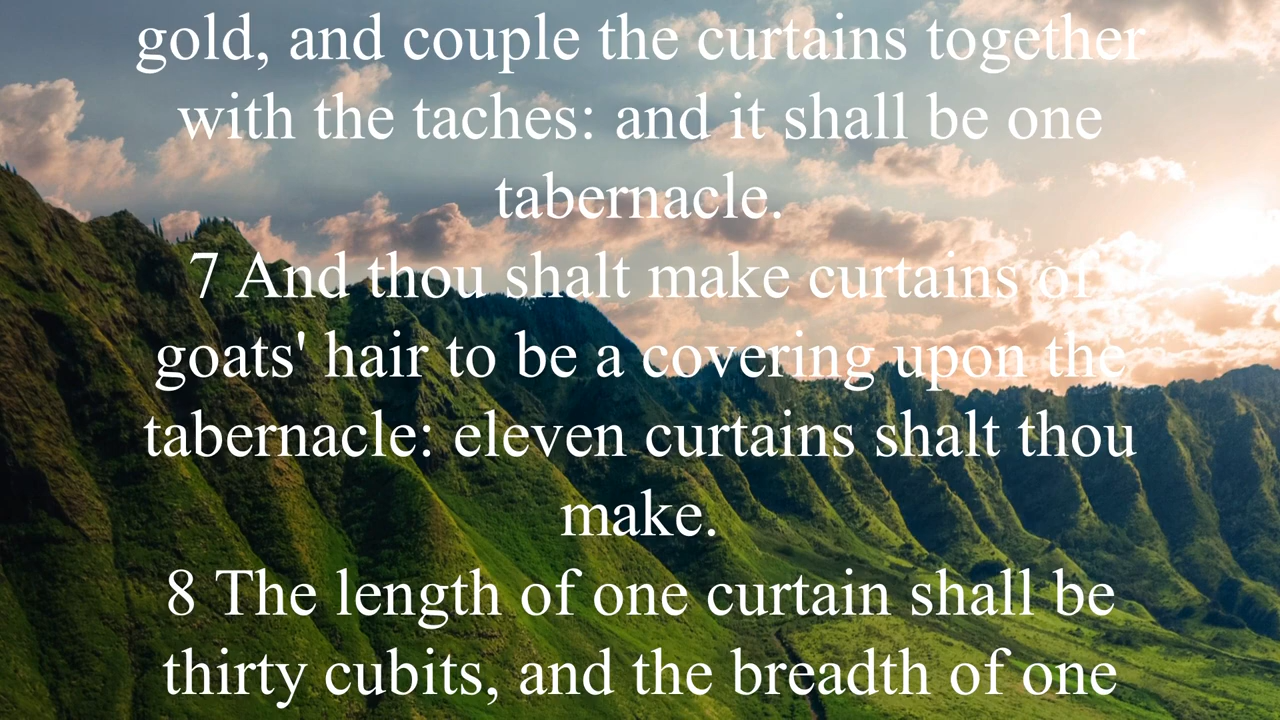 gold, and couple the curtains together
with the taches: and it shall be one
tabernacle.
7 And thou shalt make curtains of
goats' hair to be a covering upon the
tabernacle: eleven curtains shalt thou
make.
8 The length of one curtain shall be
thirty cubits, and the breadth of one